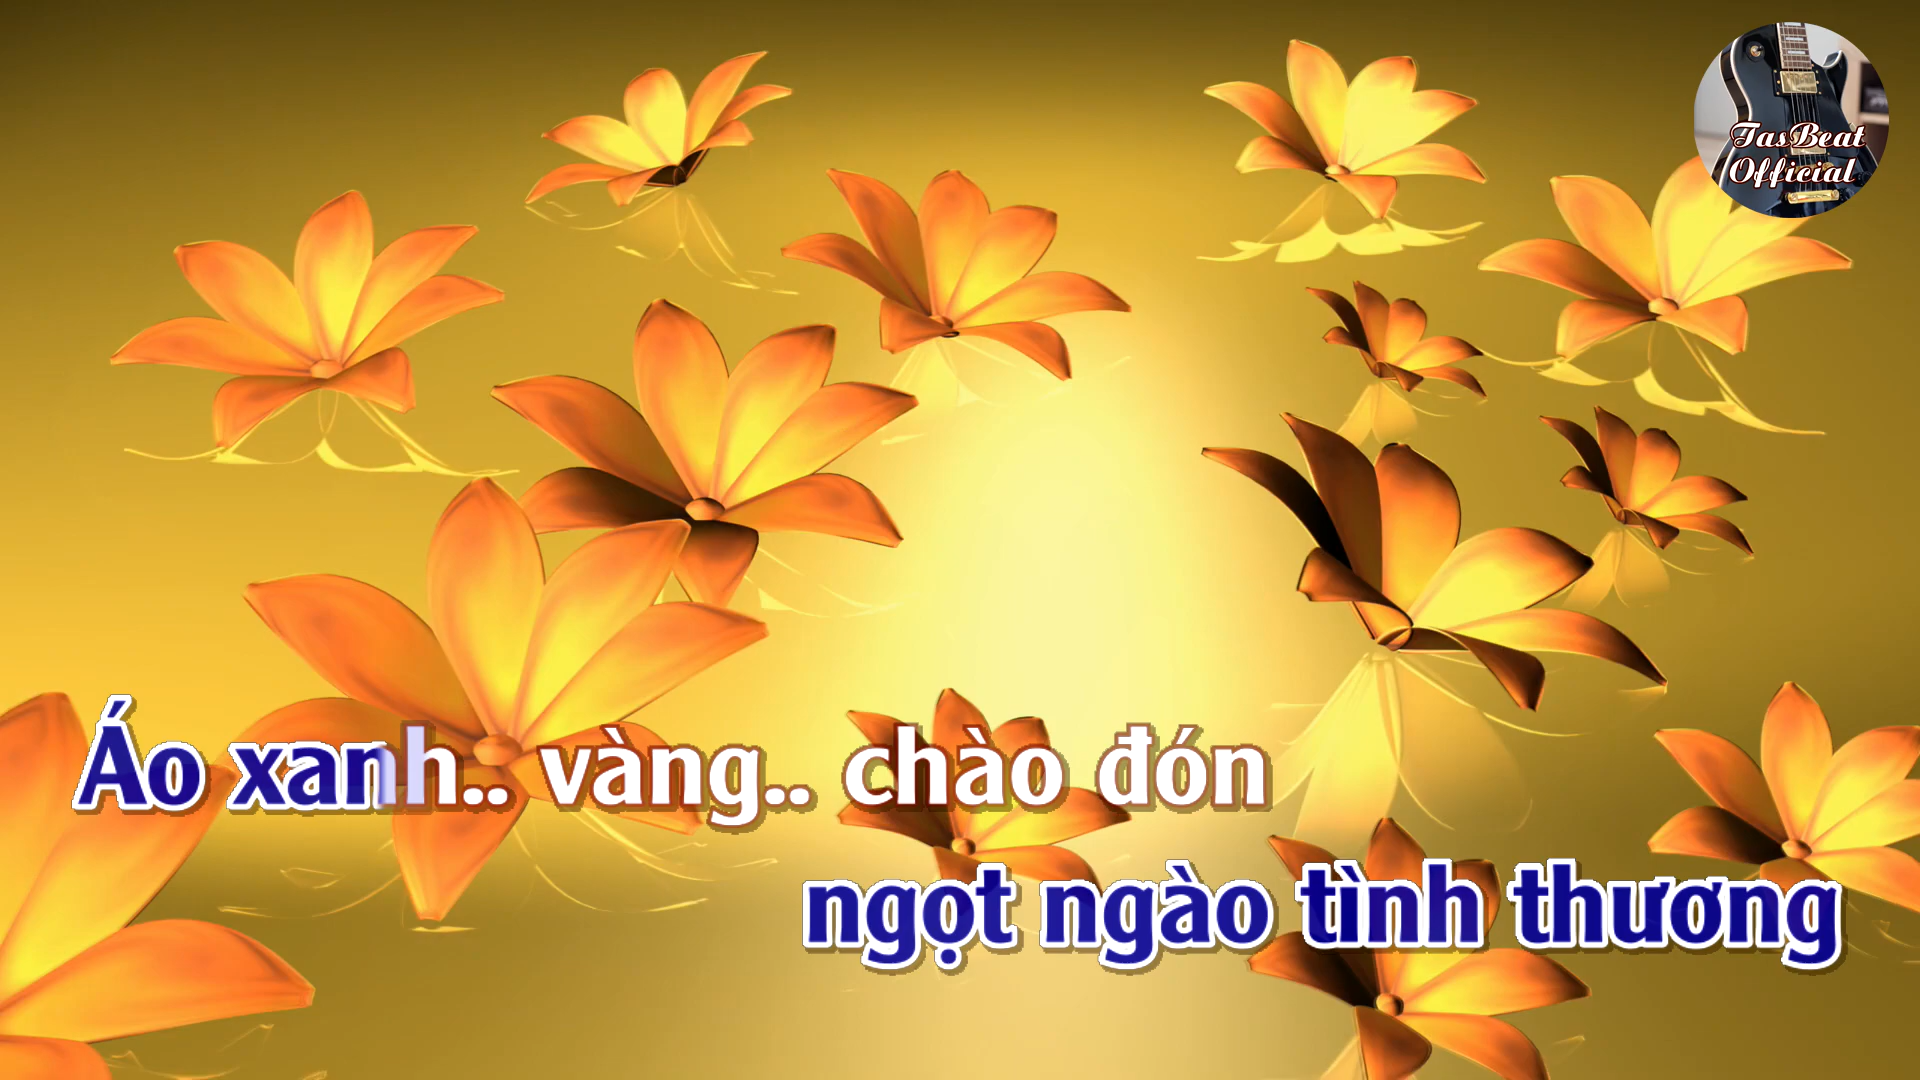 TasBeat
Official
Áo xanh.. vàng.. chào đón
ngọt ngào tình thương